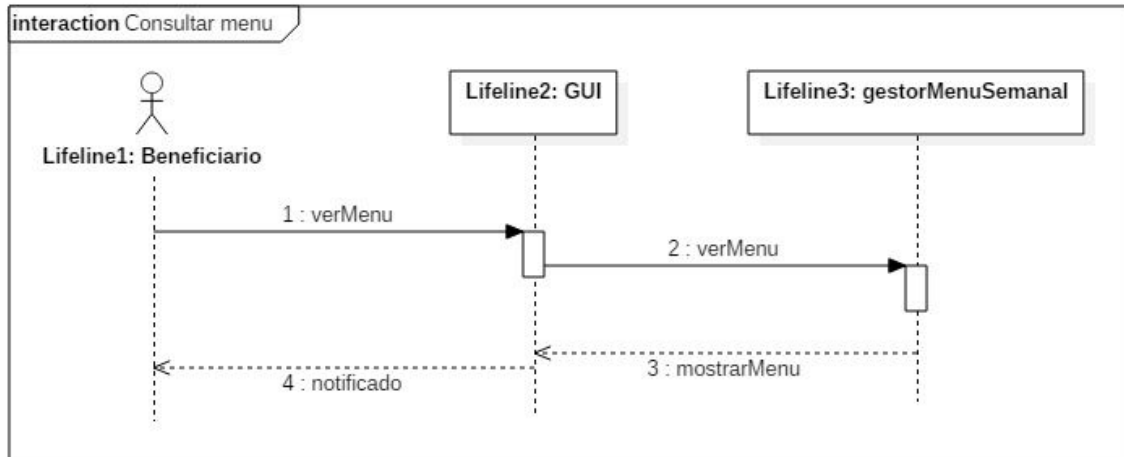 interaction Consultar menu
Lifeline1: Beneficiario
Lifeline2: GUI
Lifeline3: gestorMenuSemanal
1 : verMenu
2 : verMenu
3 : mostrarMenu
4 : notificado